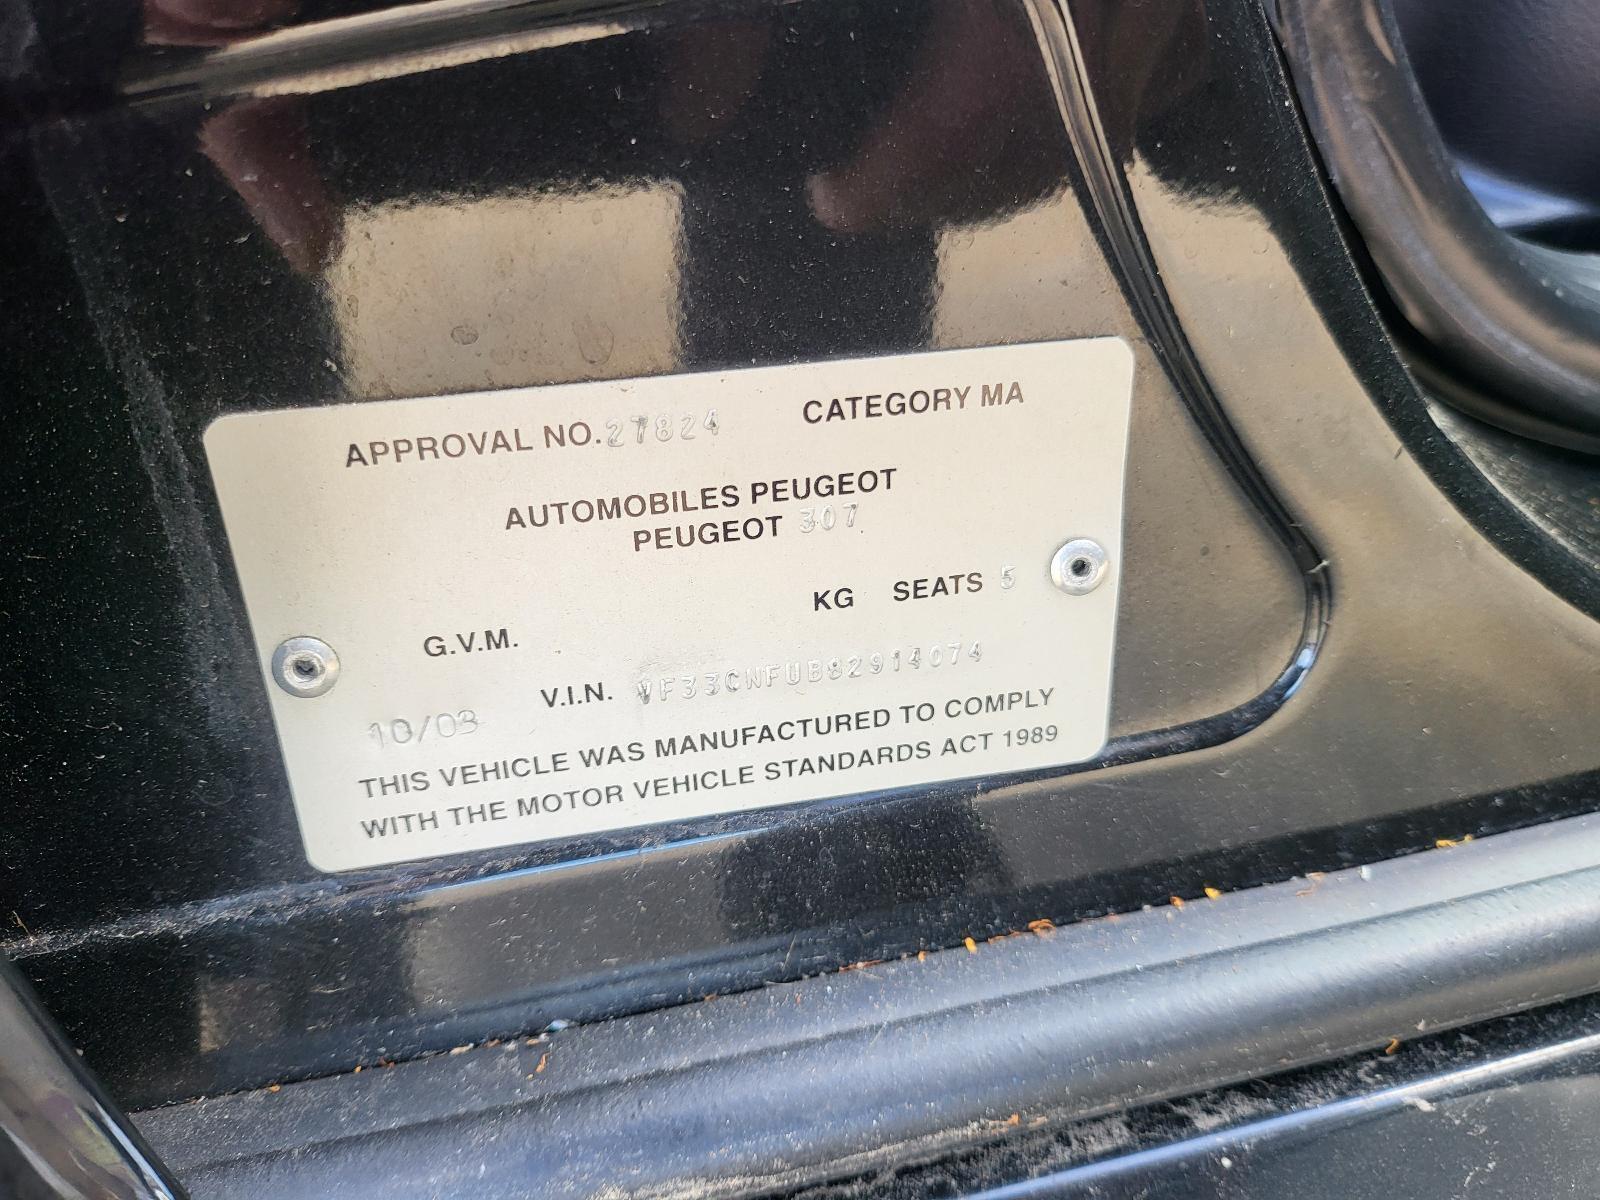 APPROVAL NO. 27824 CATEGORY MA
AUTOMOBILES PEUGEOT
PEUGEOT 307
G.V.M. KG SEATS 5
10/03 V.I.N. VF33CNFUB82914074
THIS VEHICLE WAS MANUFACTURED TO COMPLY
WITH THE MOTOR VEHICLE STANDARDS ACT 1989